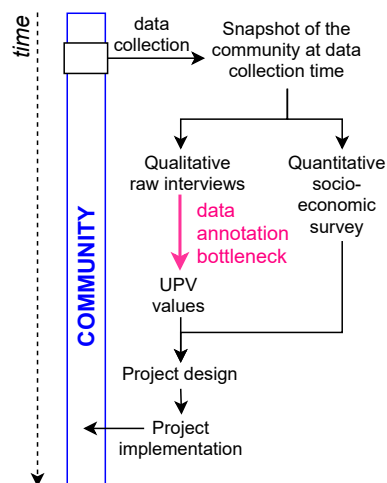 time
data
collection
Snapshot of the
community at data
collection time
Qualitative
raw interviews
Quantitative
socio-
economic
survey
data
annotation
bottleneck
COMMUNITY
UPV
values
Project design
Project
implementation